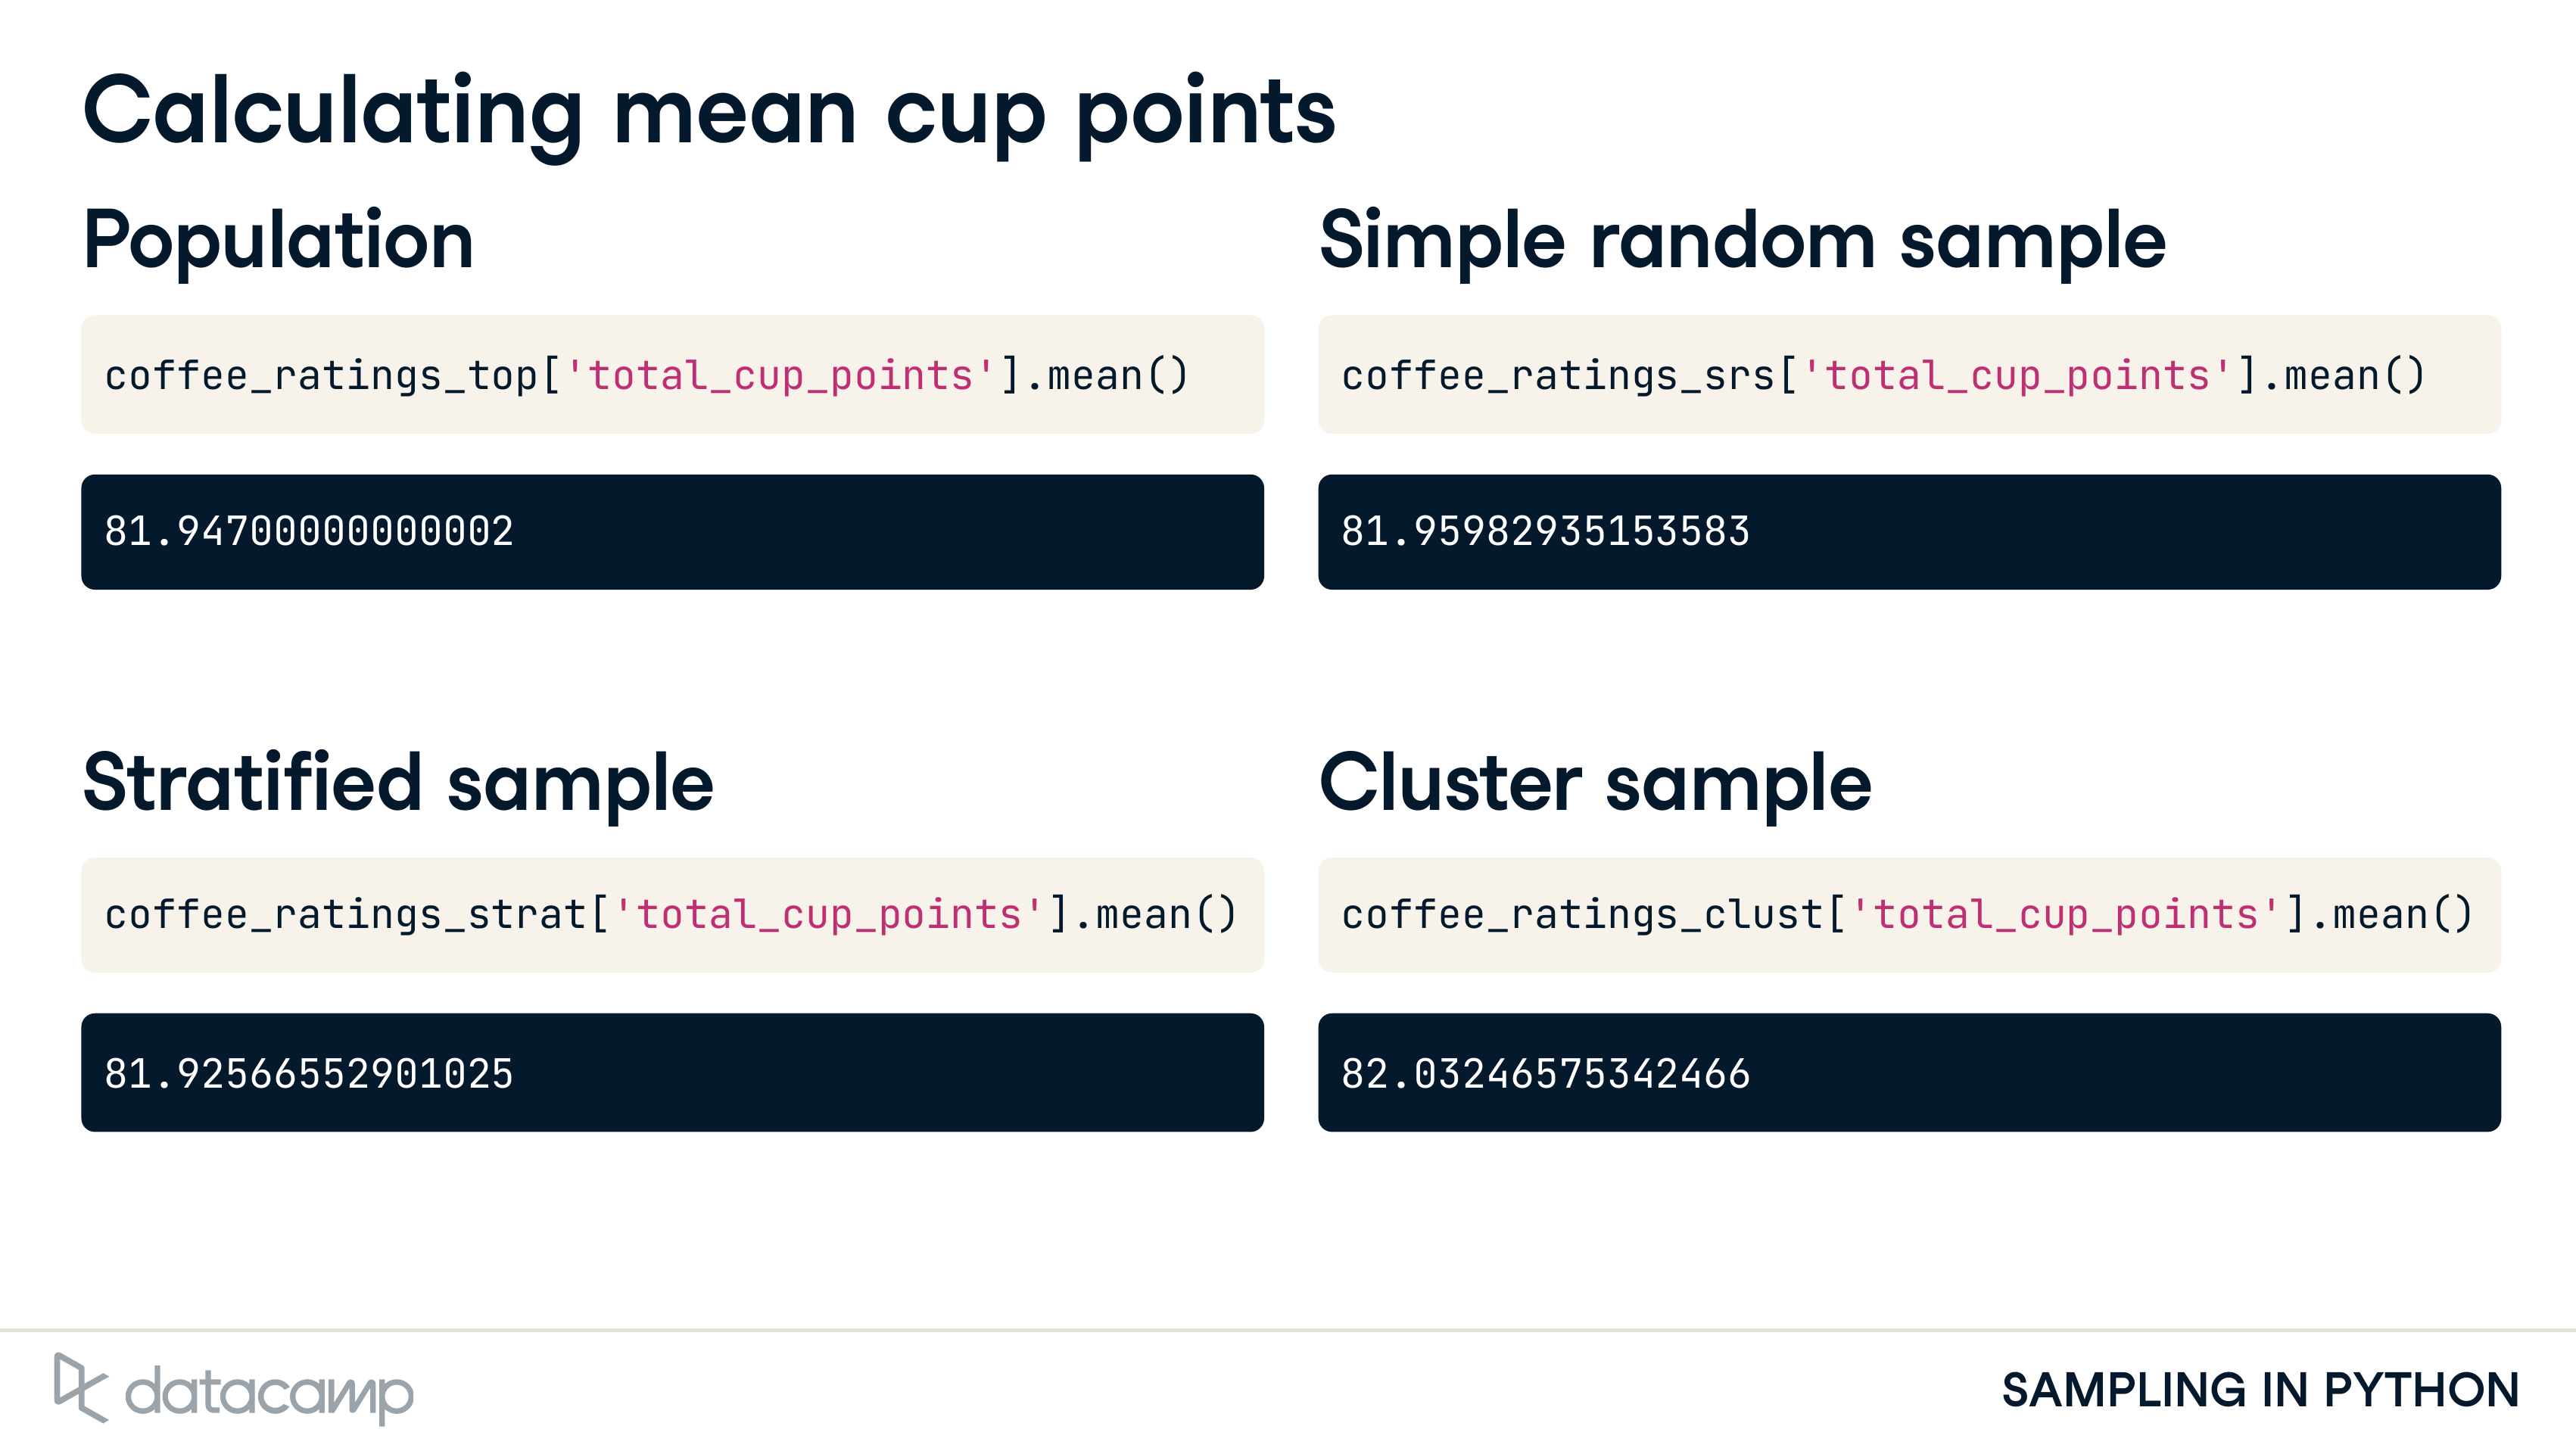 Calculating mean cup points
Population
coffee_ratings_top['total_cup_points'].mean()
81.94700000000002
Simple random sample
coffee_ratings_srs['total_cup_points'].mean()
81.95982935153583
Stratified sample
coffee_ratings_strat['total_cup_points'].mean()
81.92566552901025
Cluster sample
coffee_ratings_clust['total_cup_points'].mean()
82.03246575342466
datacamp
SAMPLING IN PYTHON